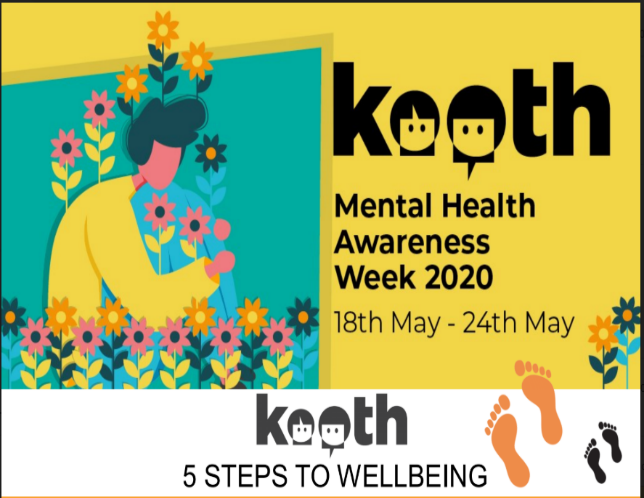 kooth
Mental Health
Awareness
Week 2020
18th May - 24th May
kooth
5 STEPS TO WELLBEING